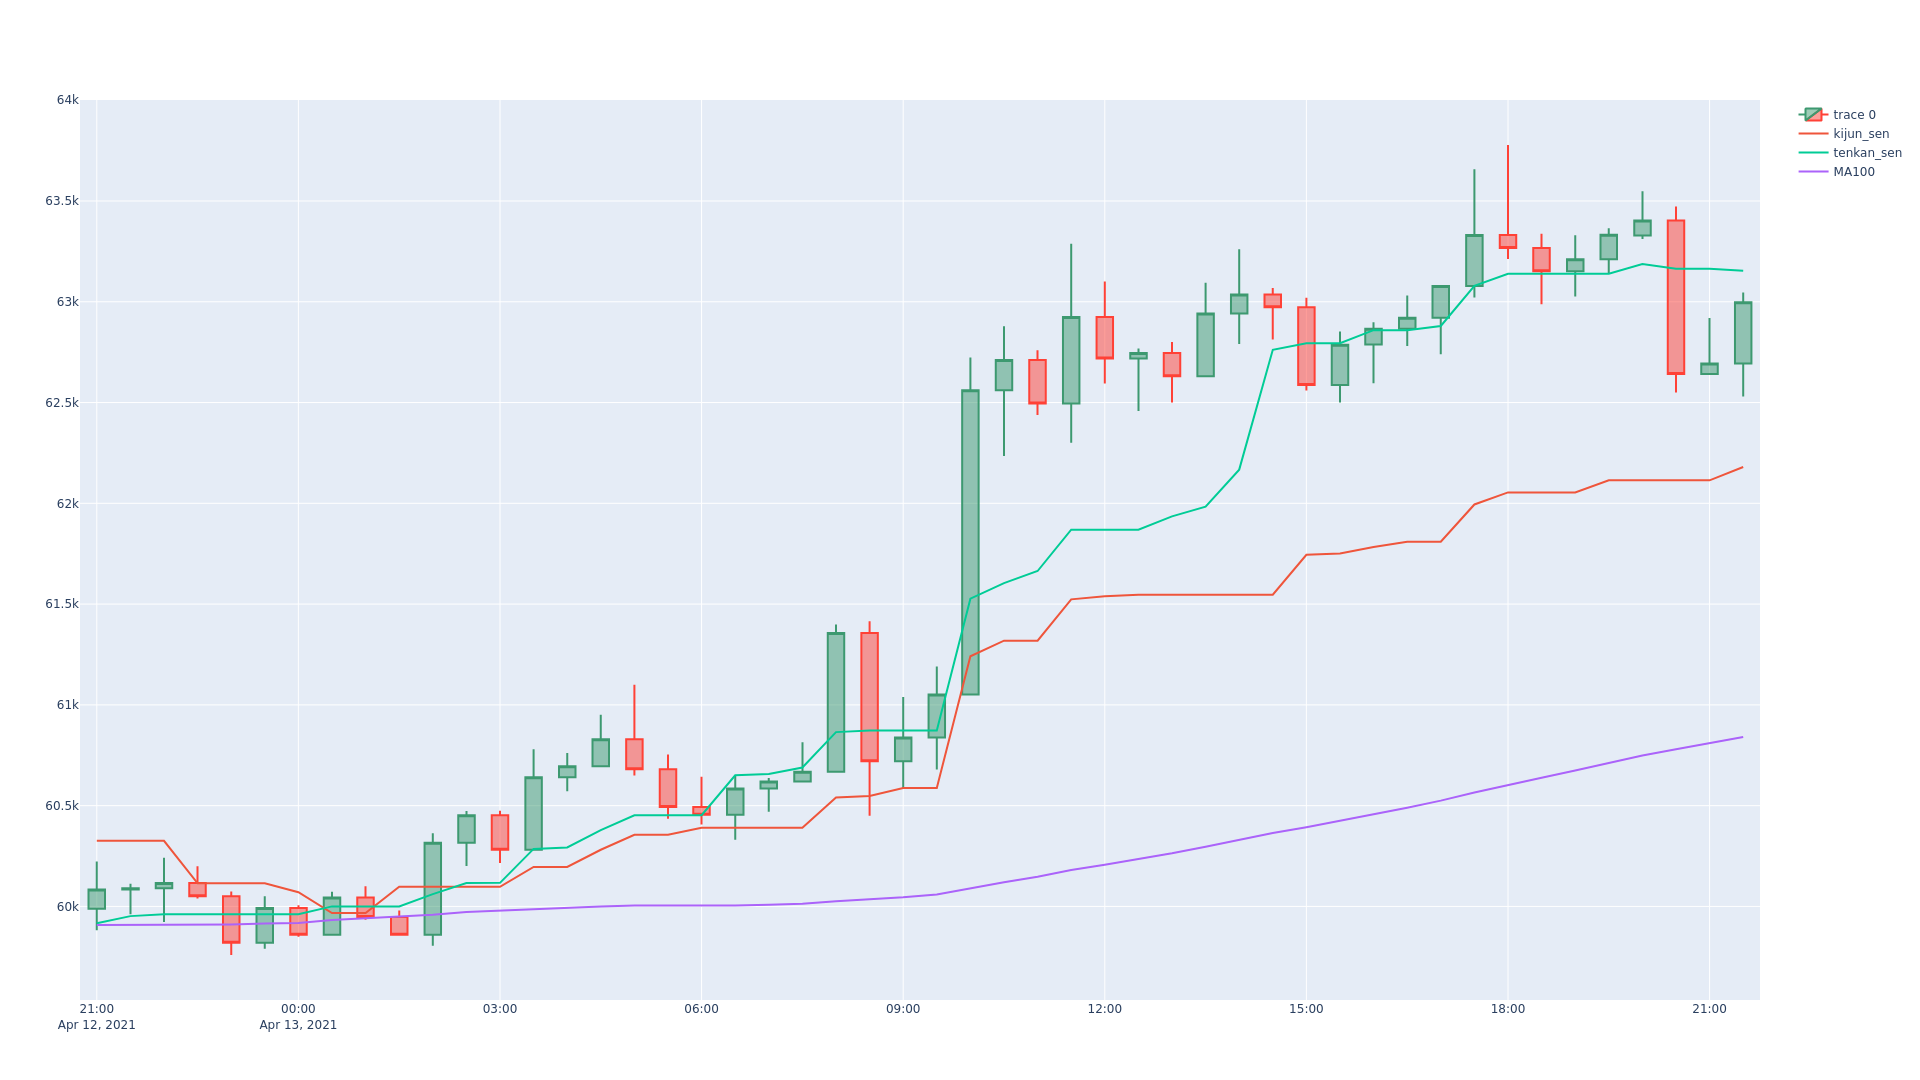 64k
63.5k
63k
62.5k
62k
61.5k
61k
60.5k
60k
21:00
Apr 12, 2021
00:00
Apr 13, 2021
03:00
06:00
09:00
12:00
15:00
18:00
21:00
trace 0
kijun_sen
tenkan_sen
MA100